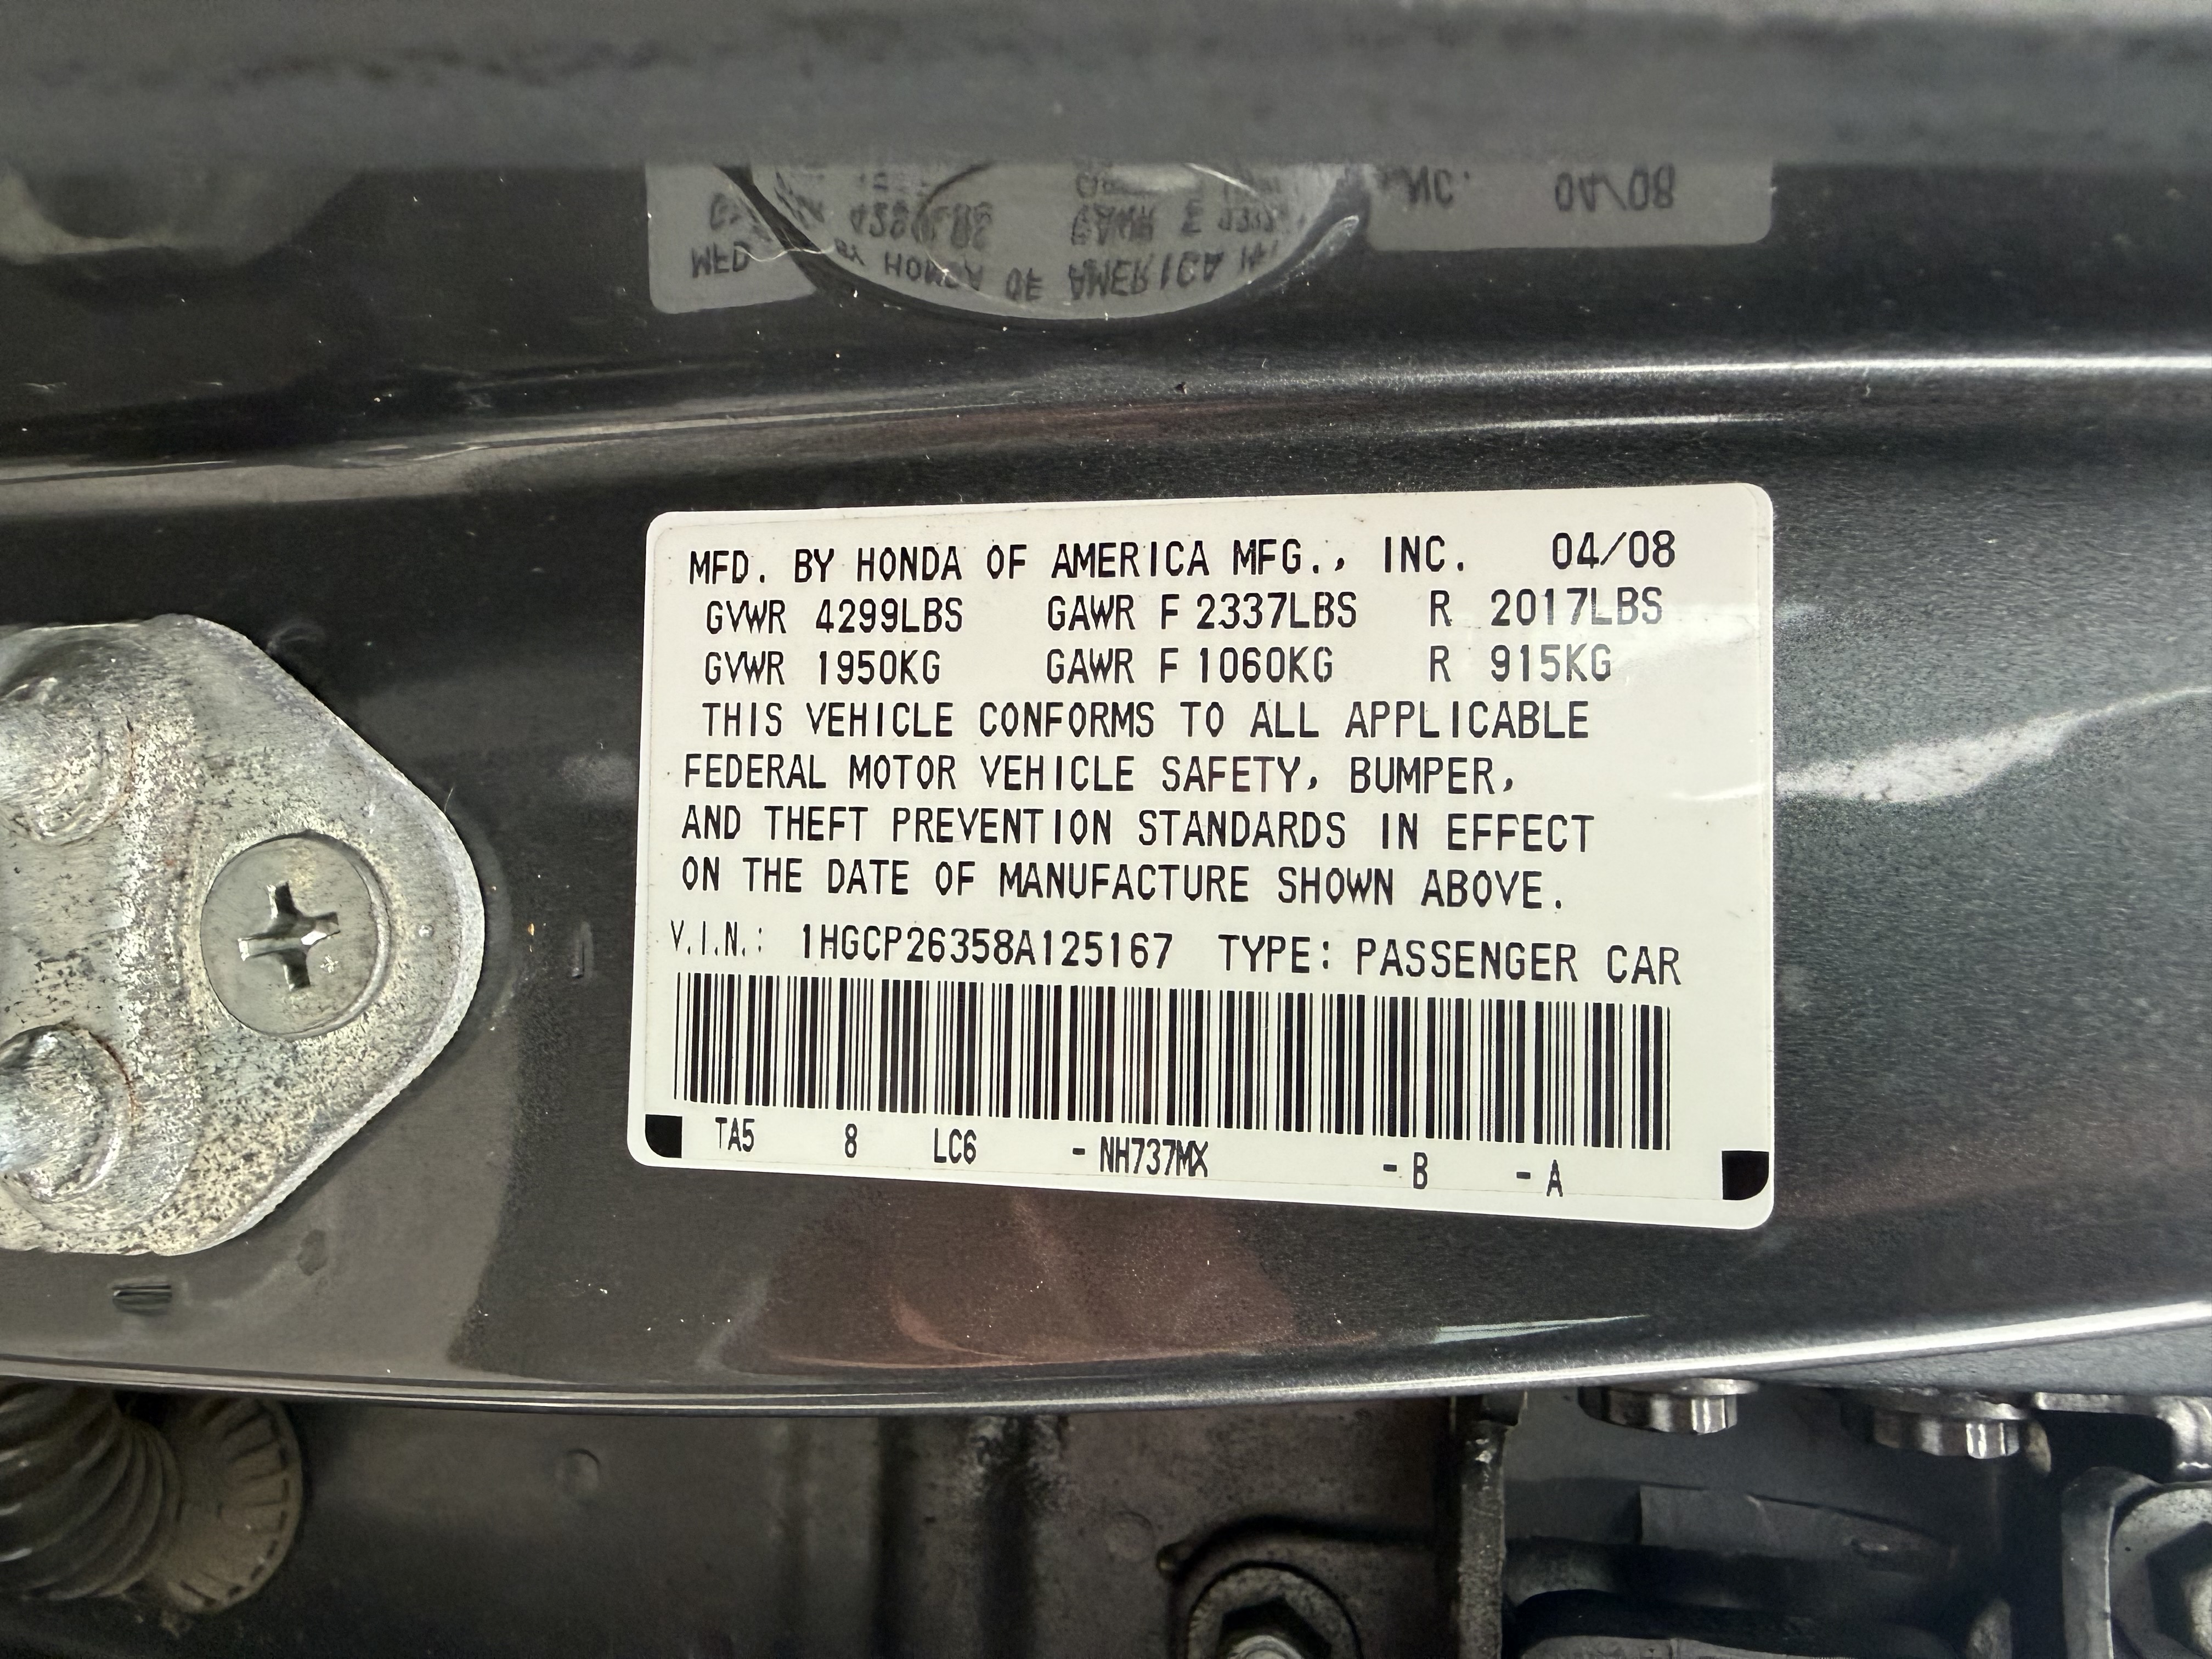 MFD. BY HONDA OF AMERICA MFG., INC. 04/08
GVWR 4299LBS GAWR F 2337LBS R 2017LBS
GVWR 1950KG GAWR F 1060KG R 915KG
THIS VEHICLE CONFORMS TO ALL APPLICABLE
FEDERAL MOTOR VEHICLE SAFETY, BUMPER,
AND THEFT PREVENTION STANDARDS IN EFFECT
ON THE DATE OF MANUFACTURE SHOWN ABOVE.
V.I.N.: 1HGCP26358A125167 TYPE: PASSENGER CAR
TA5 8 LC6 - NH737MX - B - A